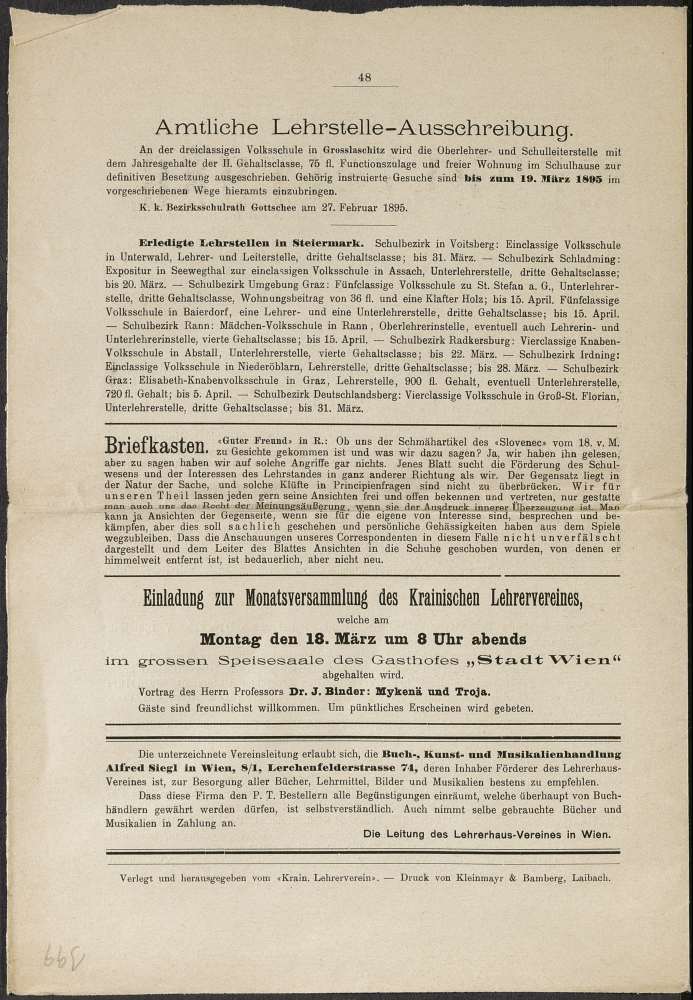 48
Amtliche Lehrstelle-Ausschreibung.
An der dreiclassigen Volksschule in Grosslaschitz wird die Oberlehrer- und Schulleiterstelle mit
dem Jahresgehalte der II. Gehaltsclasse, 75 fl. Functionszulage und freier Wohnung im Schulhause zur
definitiven Besetzung ausgeschrieben. Gehörig instruierte Gesuche sind bis zum 19. März 1895 im
vorgeschriebenen Wege hieramts einzubringen.
K. k. Bezirksschulrath Gottschee am 27. Februar 1895.
Erledigte Lehrstellen in Steiermark. Schulbezirk in Voitsberg: Einclassige Volksschule
in Unterwald, Lehrer- und Leiterstelle, dritte Gehaltsclasse; bis 31. März. — Schulbezirk Schladming:
Expositur in Seewegthal zur einclassigen Volksschule in Assach, Unterlehrerstelle, dritte Gehaltsclasse;
bis 20. März. — Schulbezirk Umgebung Graz: Fünfclassige Volksschule zu St. Stefan a. G., Unterlehrer-
stelle, dritte Gehaltsclasse, Wohnungsbeitrag von 36 fl. und eine Klafter Holz; bis 15. April. Fünfclassige
Volksschule in Baierdorf, eine Lehrer- und eine Unterlehrerstelle, dritte Gehaltsclasse; bis 15. April.
— Schulbezirk Rann: Mädchen-Volksschule in Rann, Oberlehrerinstelle, eventuell auch Lehrerin- und
Unterlehrerinstelle, vierte Gehaltsclasse; bis 15. April. — Schulbezirk Radkersburg: Vierclassige Knaben-
Volksschule in Abstall, Unterlehrerstelle, vierte Gehaltsclasse; bis 22. März. — Schulbezirk Irdning:
Einclassige Volksschule in Niederöblarn, Lehrerstelle, dritte Gehaltsclasse; bis 28. März. — Schulbezirk
Graz: Elisabeth-Knabenvolksschule in Graz, Lehrerstelle, 900 fl. Gehalt, eventuell Unterlehrerstelle,
720 fl. Gehalt; bis 5. April. — Schulbezirk Deutschlandsberg: Vierclassige Volksschule in Groß-St. Florian,
Unterlehrerstelle, dritte Gehaltsclasse; bis 31. März.
Briefkasten. «Guter Freund» in R.: Ob uns der Schmähartikel des «Slovenec» vom 18. v. M.
zu Gesichte gekommen ist und was wir dazu sagen? Ja, wir haben ihn gelesen,
aber zu sagen haben wir auf solche Angriffe gar nichts. Jenes Blatt sucht die Förderung des Schul-
wesens und der Interessen des Lehrstandes in ganz anderer Richtung als wir. Der Gegensatz liegt in
der Natur der Sache, und solche Klüfte in Principienfragen sind nicht zu überbrücken. Wir für
unseren Theil lassen jeden gern seine Ansichten frei und offen bekennen und vertreten, nur gestatte
man auch uns das Recht der Meinungsäußerung, wenn sie der Ausdruck innerer Überzeugung ist. Man
kann ja Ansichten der Gegenseite, wenn sie für die eigene von Interesse sind, besprechen und be-
kämpfen, aber dies soll sachlich geschehen und persönliche Gehässigkeiten haben aus dem Spiele
wegzubleiben. Dass die Anschauungen unseres Correspondenten in diesem Falle nicht unverfälscht
dargestellt und dem Leiter des Blattes Ansichten in die Schuhe geschoben wurden, von denen er
himmelweit entfernt ist, ist bedauerlich, aber nicht neu.
Einladung zur Monatsversammlung des Krainischen Lehrervereines,
welche am
Montag den 18. März um 8 Uhr abends
im grossen Speisesaale des Gasthofes „Stadt Wien“
abgehalten wird.
Vortrag des Herrn Professors Dr. J. Binder: Mykenä und Troja.
Gäste sind freundlichst willkommen. Um pünktliches Erscheinen wird gebeten.
Die unterzeichnete Vereinsleitung erlaubt sich, die Buch-, Kunst- und Musikalienhandlung
Alfred Siegl in Wien, 8/1, Lerchenfelderstrasse 74, deren Inhaber Förderer des Lehrerhaus-
Vereines ist, zur Besorgung aller Bücher, Lehrmittel, Bilder und Musikalien bestens zu empfehlen.
Dass diese Firma den P. T. Bestellern alle Begünstigungen einräumt, welche überhaupt von Buch-
händlern gewährt werden dürfen, ist selbstverständlich. Auch nimmt selbe gebrauchte Bücher und
Musikalien in Zahlung an.
Die Leitung des Lehrerhaus-Vereines in Wien.
Verlegt und herausgegeben vom «Krain. Lehrerverein». — Druck von Kleinmayr & Bamberg, Laibach.